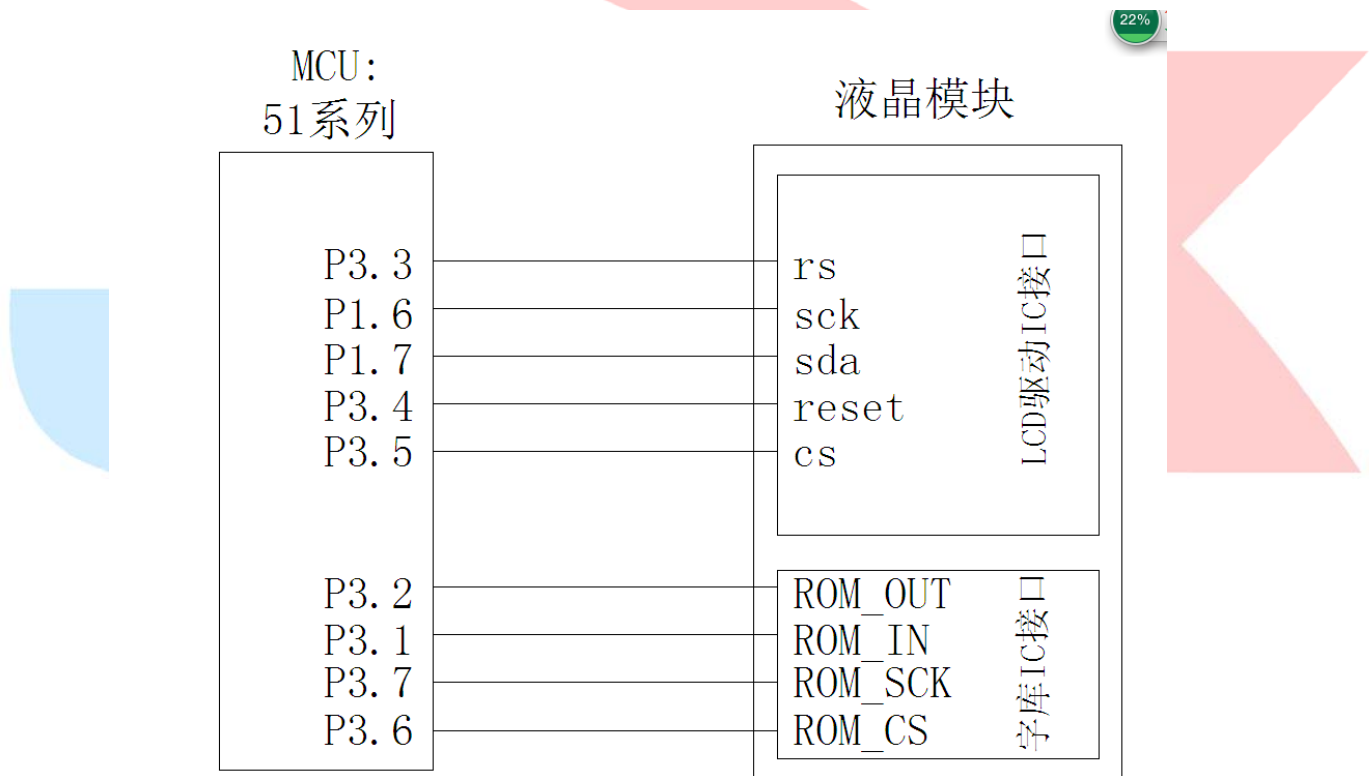 22%
MCU:
51系列
液晶模块
P3.3
rs
P1.6
sck
P1.7
sda
P3.4
reset
P3.5
cs
LCD驱动IC接口
P3.2
ROM_OUT
P3.1
ROM_IN
P3.7
ROM_SCK
P3.6
ROM_CS
字库IC接口